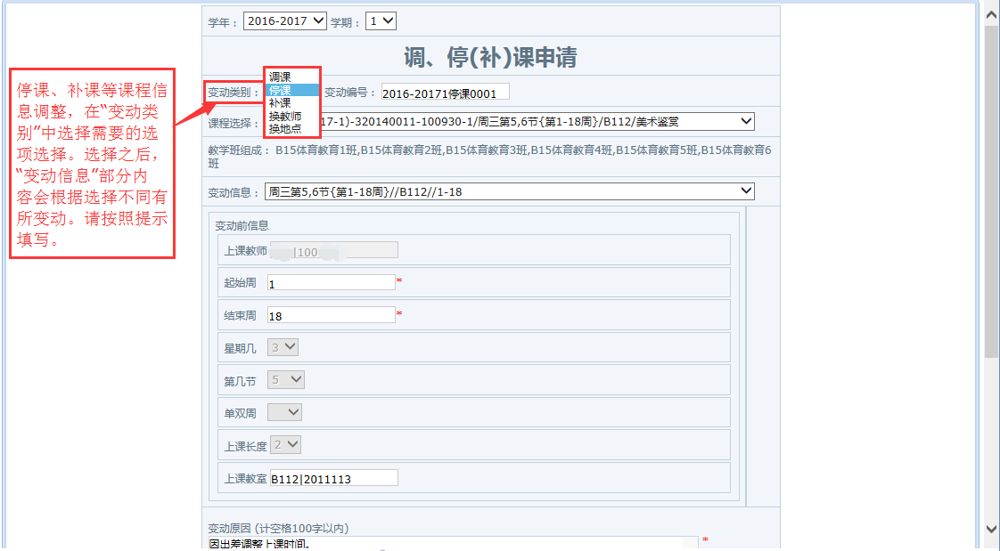 学年： 2016-2017 学期： 1
调、停(补)课申请
停课、补课等课程信
息调整，在“变动类
别”中选择需要的选
项选择。选择之后，
“变动信息”部分内
容会根据选择不同有
所变动。请按照提示
填写。
变动类别：
调课
停课
补课
换教师
换地点
变动编号： 2016-20171停课0001
课程选择： 17-1)-320140011-100930-1/周三第5,6节{第1-18周}/B112/美术鉴赏
教学班组成： B15体育教育1班,B15体育教育2班,B15体育教育3班,B15体育教育4班,B15体育教育5班,B15体育教育6
班
变动信息： 周三第5,6节{第1-18周}//B112//1-18
变动前信息
上课教师 |100
起始周 1 *
结束周 18 *
星期几 3
第几节 5
单双周
上课长度 2
上课教室 B112|2011113
变动原因 (计空格100字以内)
因出差调整上课时间。 *